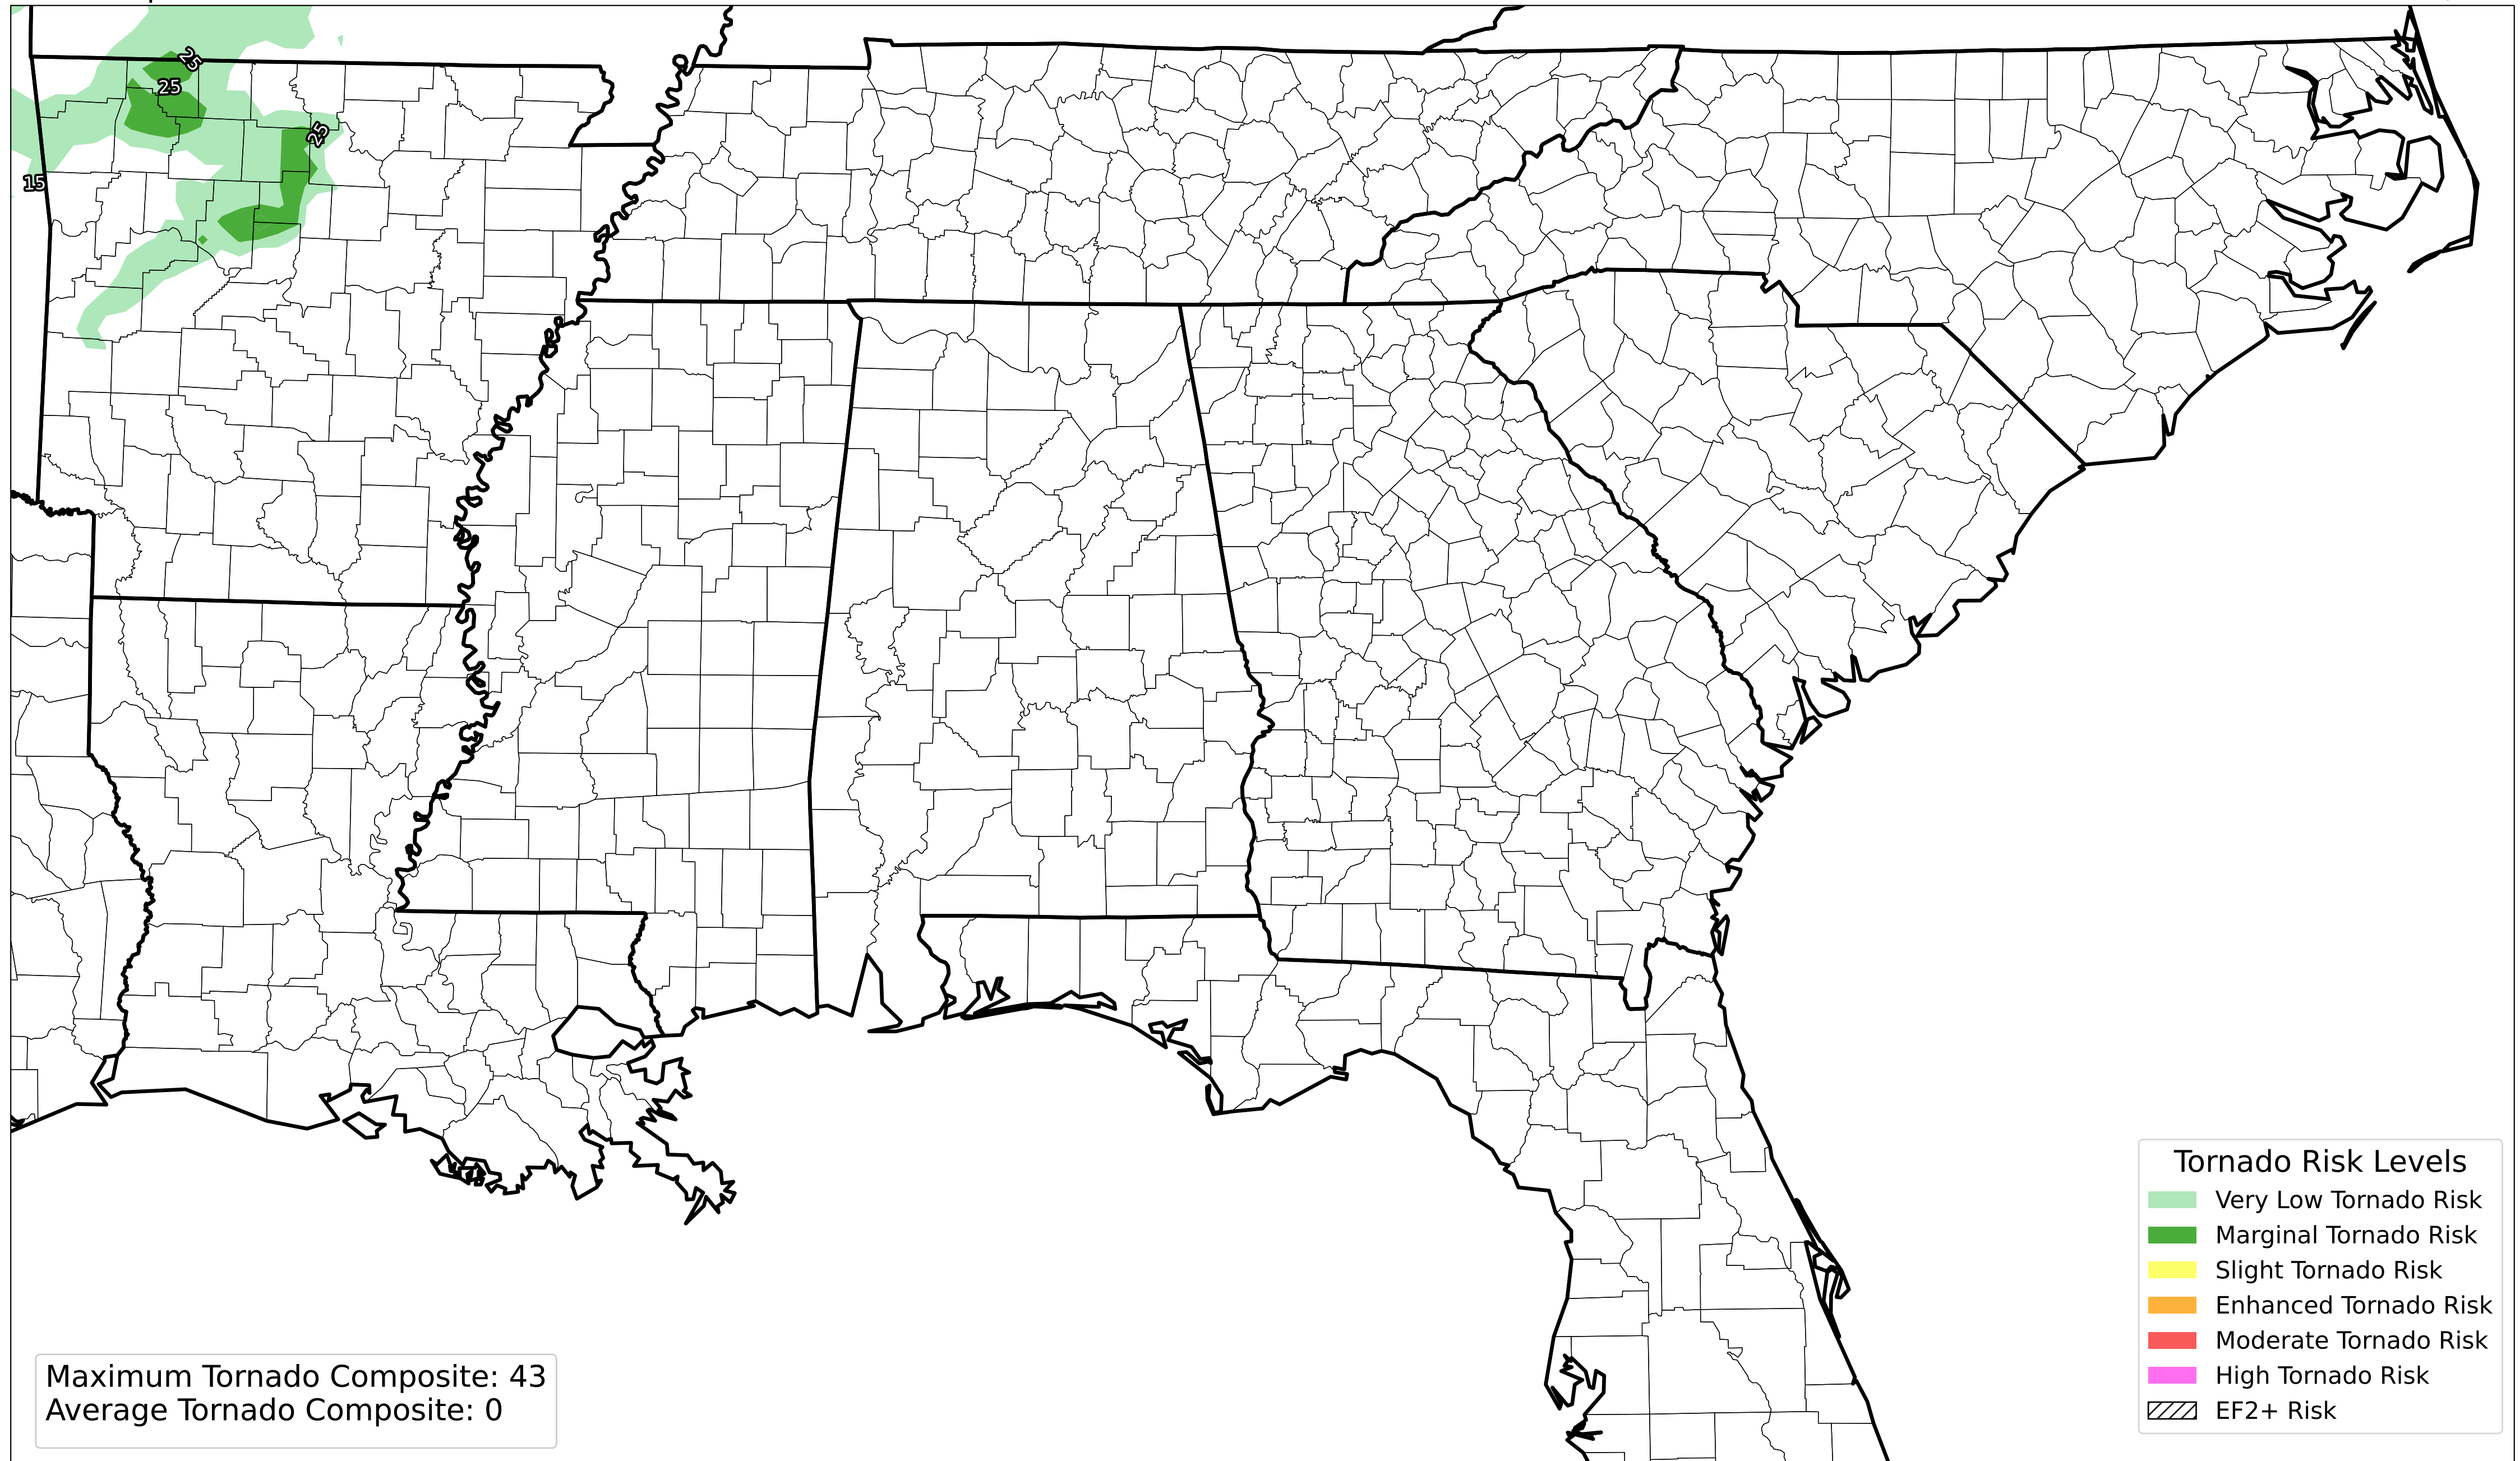 25
25
25
15
Tornado Risk Levels
Very Low Tornado Risk
Marginal Tornado Risk
Slight Tornado Risk
Enhanced Tornado Risk
Moderate Tornado Risk
High Tornado Risk
EF2+ Risk
Maximum Tornado Composite: 43
Average Tornado Composite: 0